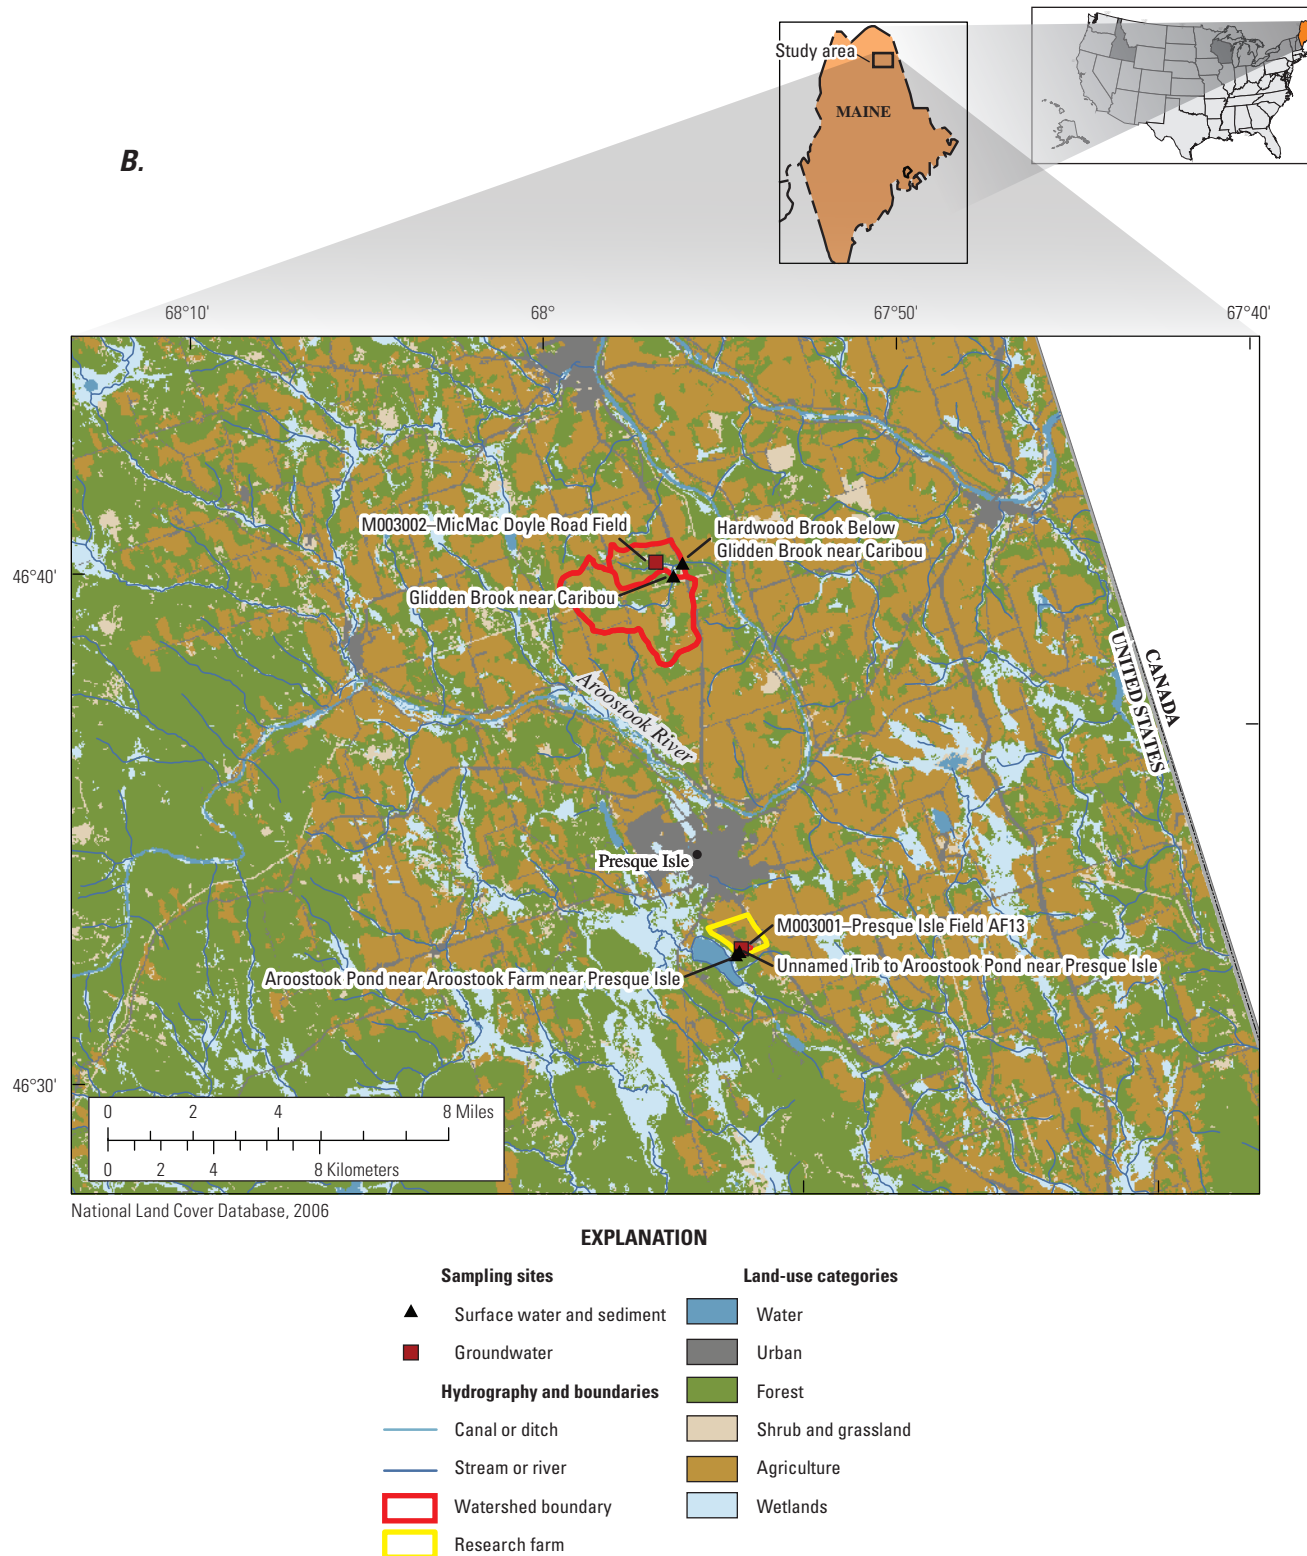 Study area
MAINE
B.
68°10'
68°
67°50'
67°40'
M003002–MicMac Doyle Road Field
Hardwood Brook Below
Glidden Brook near Caribou
46°40'
Glidden Brook near Caribou
CANADA
UNITED STATES
Aroostook River
Presque Isle
M003001–Presque Isle Field AF13
Unnamed Trib to Aroostook Pond near Presque Isle
Aroostook Pond near Aroostook Farm near Presque Isle
46°30'
0 2 4 8 Miles
0 2 4 8 Kilometers
National Land Cover Database, 2006
EXPLANATION
Sampling sites
Surface water and sediment
Groundwater
Hydrography and boundaries
Canal or ditch
Stream or river
Watershed boundary
Research farm
Land-use categories
Water
Urban
Forest
Shrub and grassland
Agriculture
Wetlands